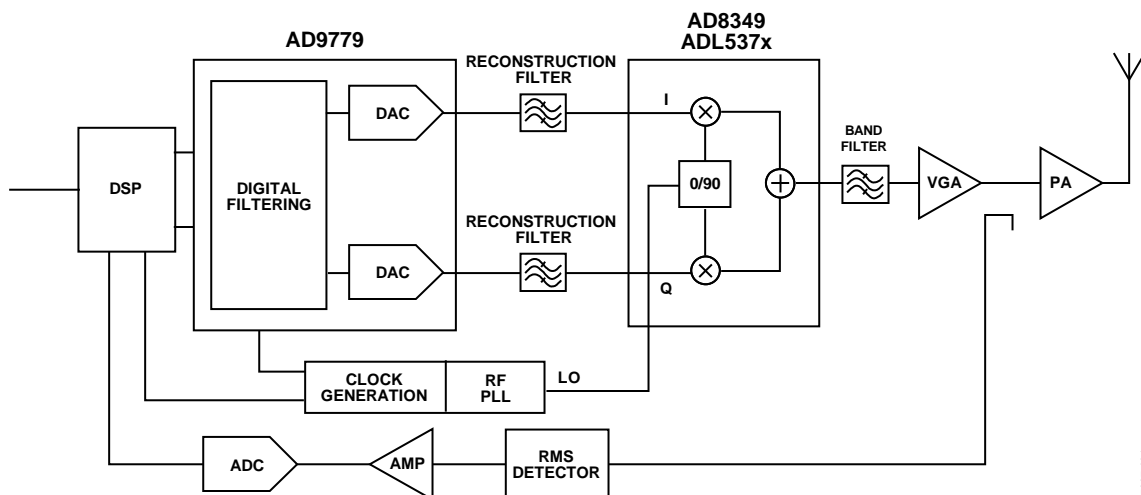 AD9779
AD8349
ADL537x
RECONSTRUCTION
FILTER
DAC
I
DSP
DIGITAL
FILTERING
0/90
BAND
FILTER
VGA
PA
RECONSTRUCTION
FILTER
DAC
Q
CLOCK
GENERATION
RF
PLL
LO
ADC
AMP
RMS
DETECTOR